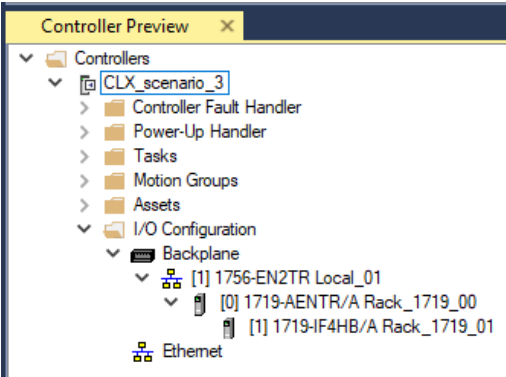 Controller Preview
Controllers
CLX_scenario_3
Controller Fault Handler
Power-Up Handler
Tasks
Motion Groups
Assets
I/O Configuration
Backplane
[1] 1756-EN2TR Local_01
[0] 1719-AENTR/A Rack_1719_00
[1] 1719-IF4HB/A Rack_1719_01
Ethernet